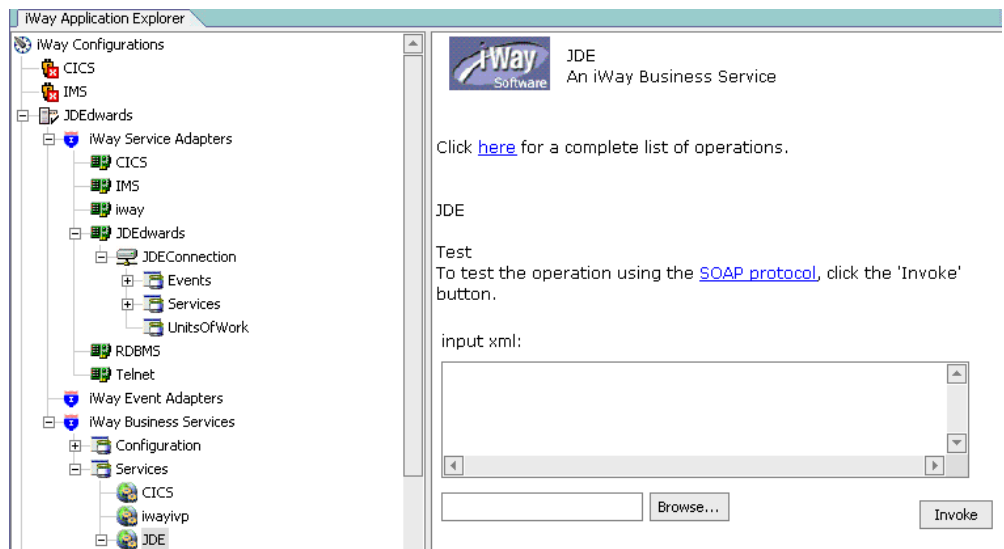 iWay Application Explorer
iWay Configurations
CICS
IMS
JDEdwards
iWay Service Adapters
CICS
IMS
iway
JDEdwards
JDEConnection
Events
Services
UnitsOfWork
RDBMS
Telnet
iWay Event Adapters
iWay Business Services
Configuration
Services
CICS
iwayivp
JDE
iWay
Software
JDE
An iWay Business Service
Click here for a complete list of operations.
JDE
Test
To test the operation using the SOAP protocol, click the 'Invoke'
button.
input xml:
Browse...
Invoke